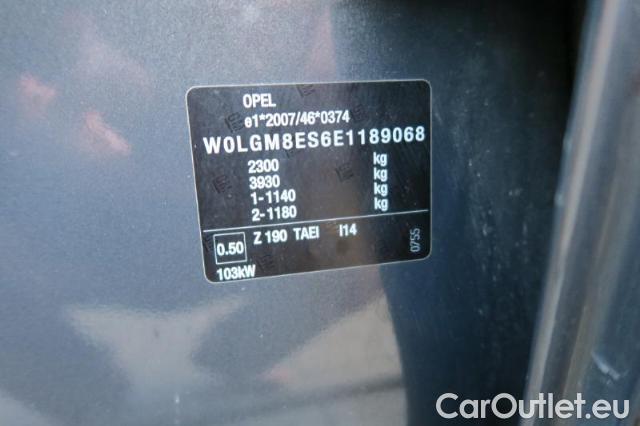 OPEL
e1*2007/46*0374
W0LGM8ES6E1189068
2300 kg
3930 kg
1-1140 kg
2-1180 kg
0.50 Z 190 TAEI I14
103kW
0755
CarOutlet.eu